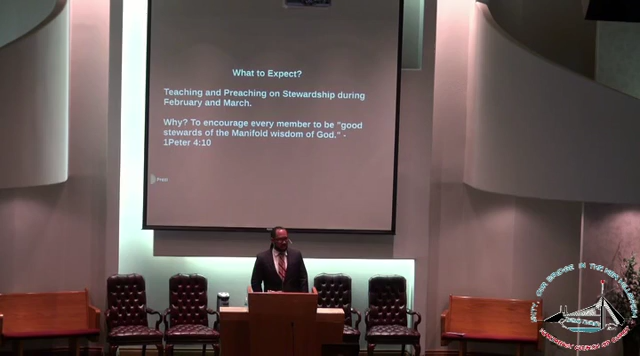 What to Expect?
Teaching and Preaching on Stewardship during
February and March.
Why? To encourage every member to be "good
stewards of the Manifold wisdom of God." -
1Peter 4:10
Prezi